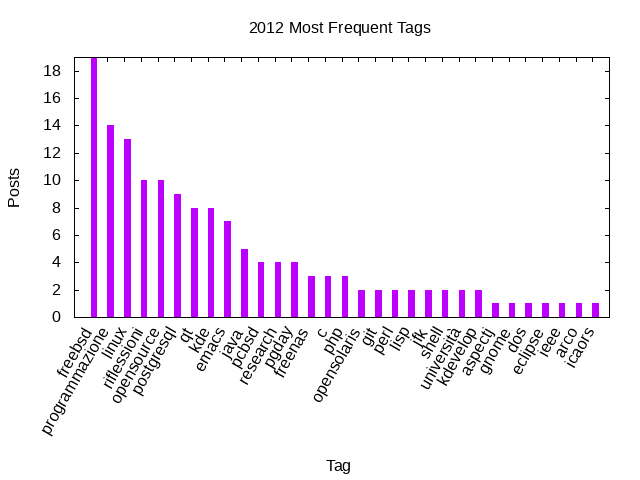 2012 Most Frequent Tags
Posts
18
16
14
12
10
8
6
4
2
0
freebsd
programmazione
linux
riflessioni
opensource
postgresql
qt
kde
emacs
java
pcbsd
research
pgday
freenas
c
php
opensolaris
git
perl
lisp
jfk
shell
università
kdevelop
aspectj
gnome
dos
eclipse
ieee
arco
icaors
Tag